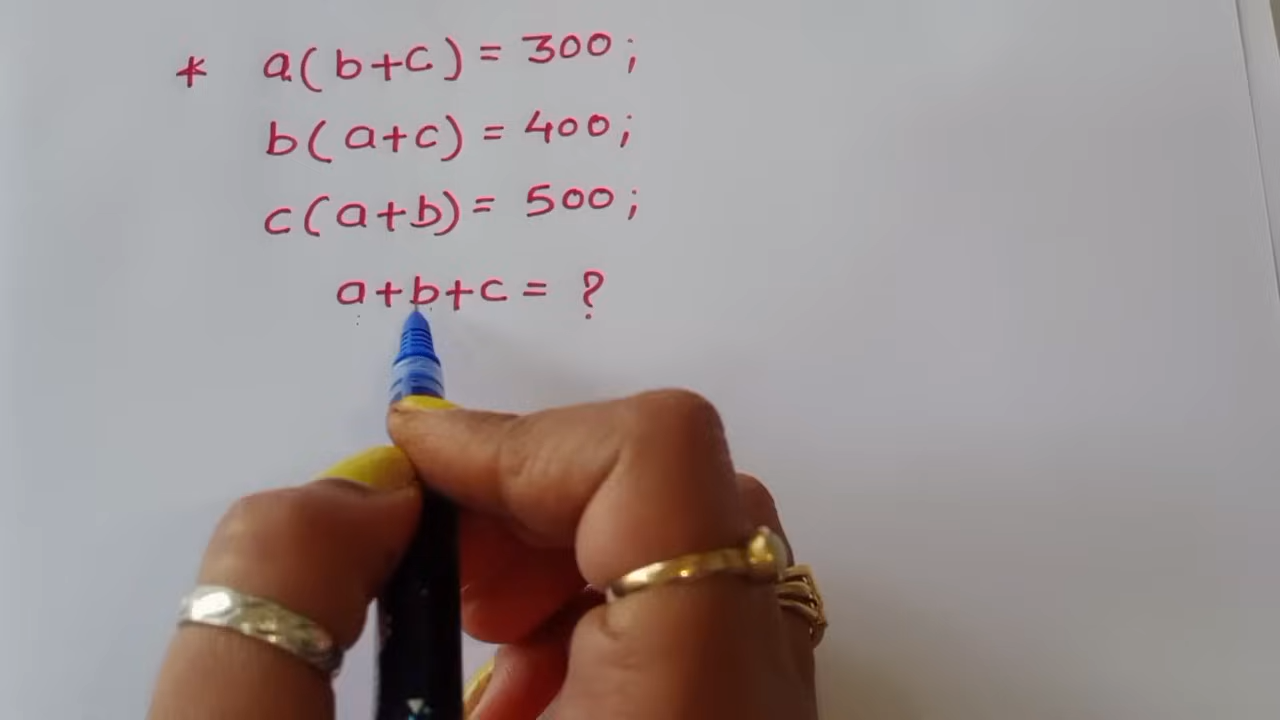 * a(b+c) = 300;
b(a+c) = 400;
c(a+b) = 500;
a+b+c = ?